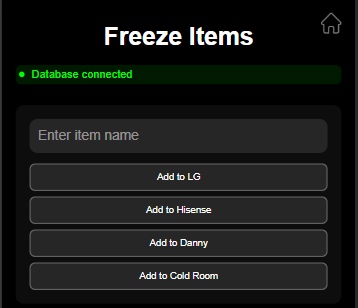 Freeze Items
Database connected
Enter item name
Add to LG
Add to Hisense
Add to Danny
Add to Cold Room